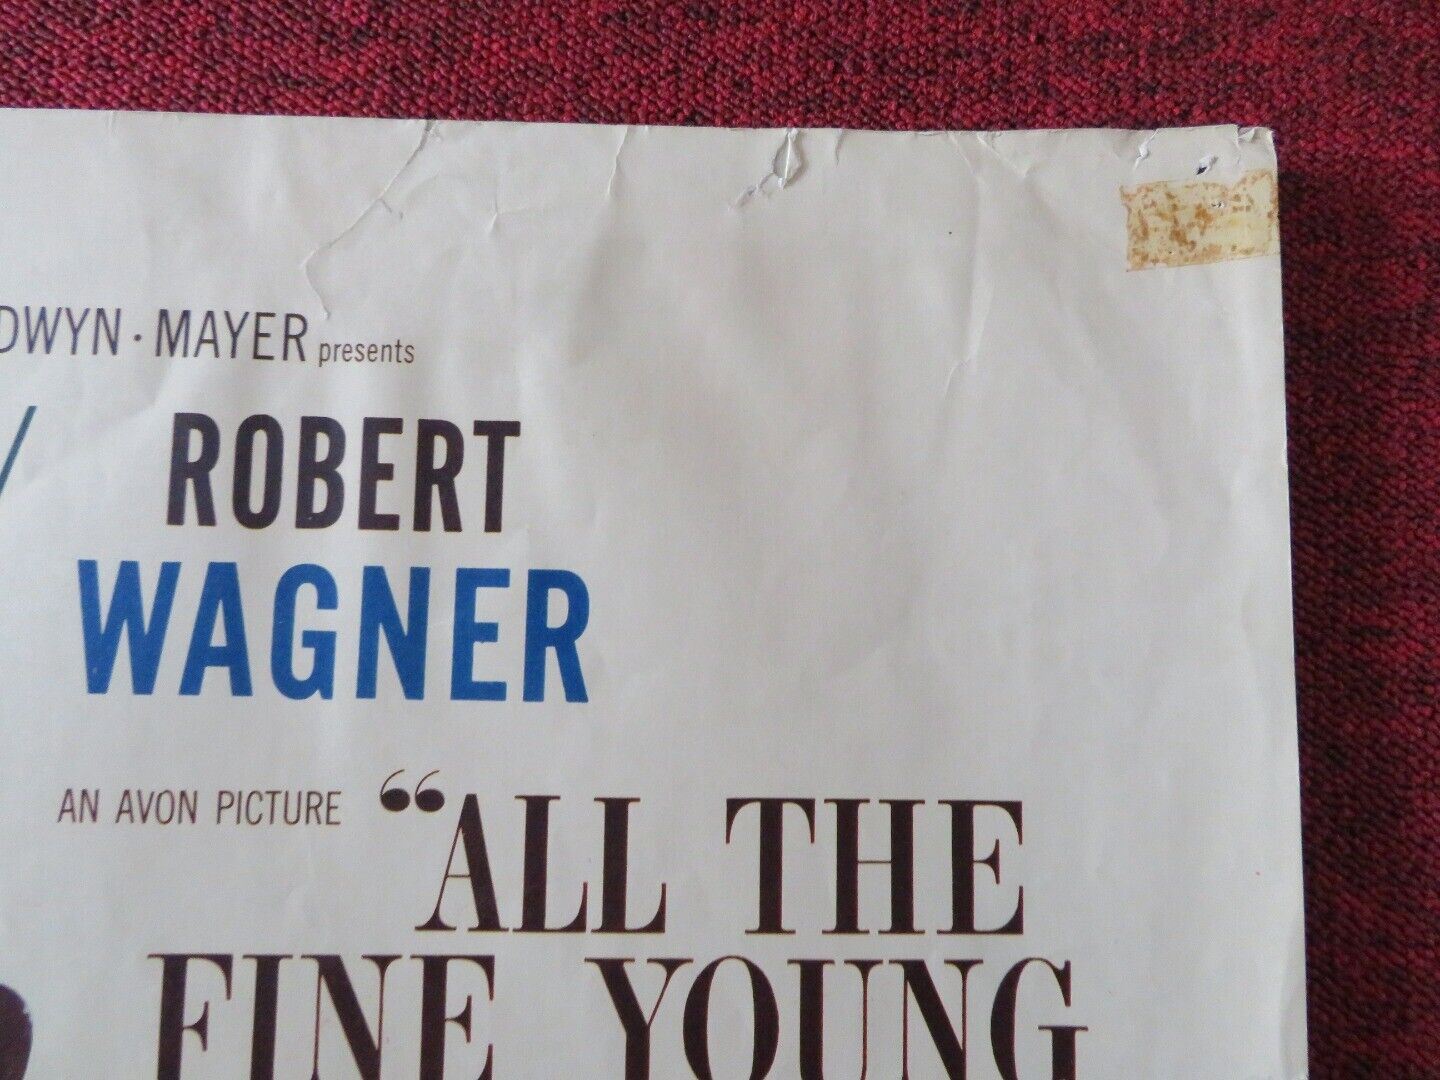 DWYN · MAYER presents
ROBERT
WAGNER
AN AVON PICTURE “ALL THE
FINE YOUNG